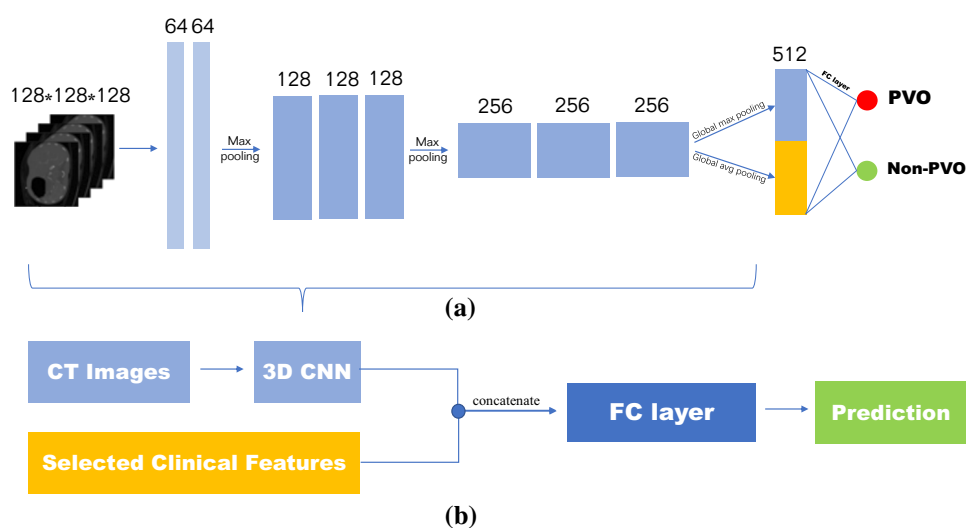 64 64
128*128*128
128 128 128
Max
pooling
Max
pooling
256 256 256
Global max pooling
Global avg pooling
512
FC layer
PVO
Non-PVO
(a)
CT Images
3D CNN
Selected Clinical Features
concatenate
FC layer
Prediction
(b)